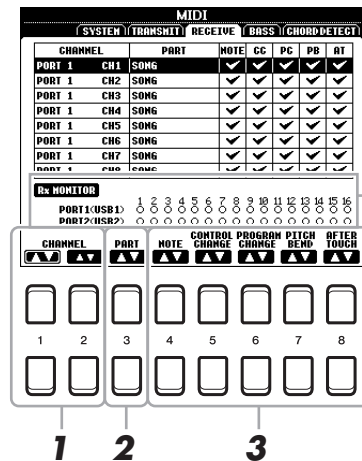 MIDI
SYSTEM TRANSMIT RECEIVE BASS CHORD DETECT
CHANNEL PART NOTE CC PC PB AT
PORT 1 CH1 SONG
PORT 1 CH2 SONG
PORT 1 CH3 SONG
PORT 1 CH4 SONG
PORT 1 CH5 SONG
PORT 1 CH6 SONG
PORT 1 CH7 SONG
PORT 1 CH8 SONG
Rx MONITOR
1 2 3 4 5 6 7 8 9 10 11 12 13 14 15 16
PORT1(USB1)
PORT2(USB2)
CHANNEL PART NOTE CONTROL CHANGE PROGRAM CHANGE PITCH BEND AFTER TOUCH
1 2 3 4 5 6 7 8
1 2 3